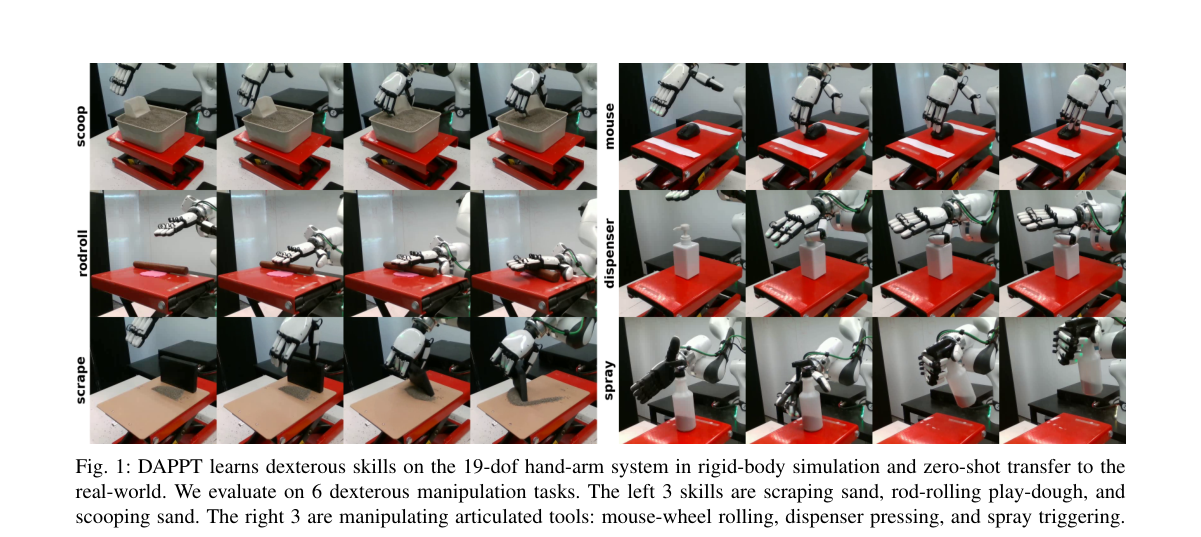 scoop
rodroll
scrape
mouse
dispenser
spray
Fig. 1: DAPPT learns dexterous skills on the 19-dof hand-arm system in rigid-body simulation and zero-shot transfer to the
real-world. We evaluate on 6 dexterous manipulation tasks. The left 3 skills are scraping sand, rod-rolling play-dough, and
scooping sand. The right 3 are manipulating articulated tools: mouse-wheel rolling, dispenser pressing, and spray triggering.